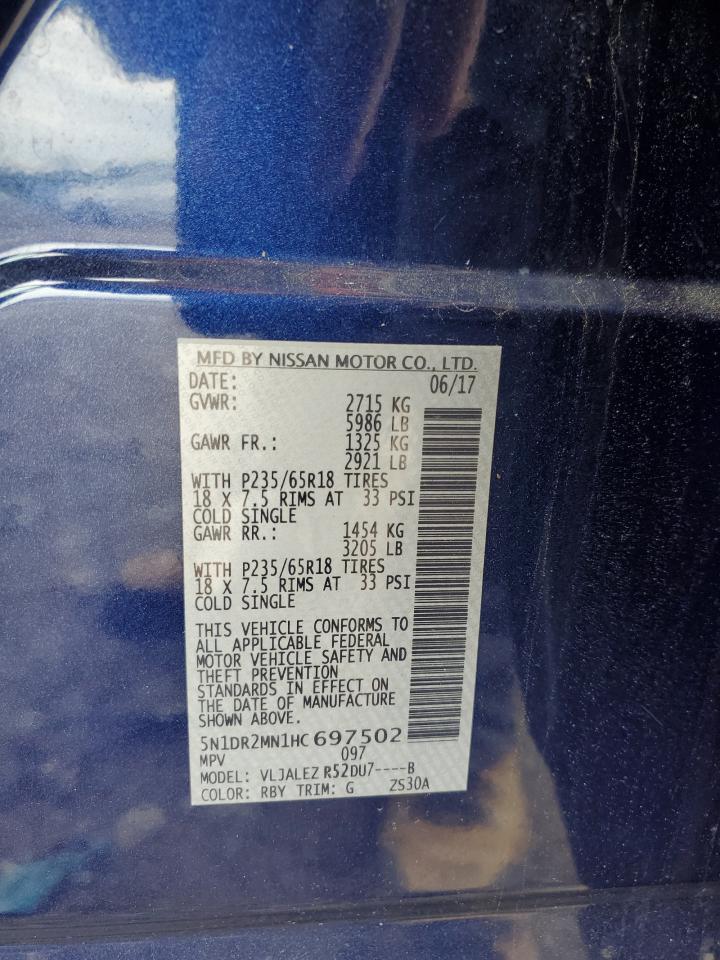 MFD BY NISSAN MOTOR CO., LTD.
DATE: 06/17
GVWR: 2715 KG
5986 LB
GAWR FR.: 1325 KG
2921 LB
WITH P235/65R18 TIRES
18 X 7.5 RIMS AT 33 PSI
COLD SINGLE
GAWR RR.: 1454 KG
3205 LB
WITH P235/65R18 TIRES
18 X 7.5 RIMS AT 33 PSI
COLD SINGLE
THIS VEHICLE CONFORMS TO
ALL APPLICABLE FEDERAL
MOTOR VEHICLE SAFETY AND
THEFT PREVENTION
STANDARDS IN EFFECT ON
THE DATE OF MANUFACTURE
SHOWN ABOVE.
5N1DR2MN1HC697502
MPV 097
MODEL: VLJALEZ R52DU7----B
COLOR: RBY TRIM: G ZS30A